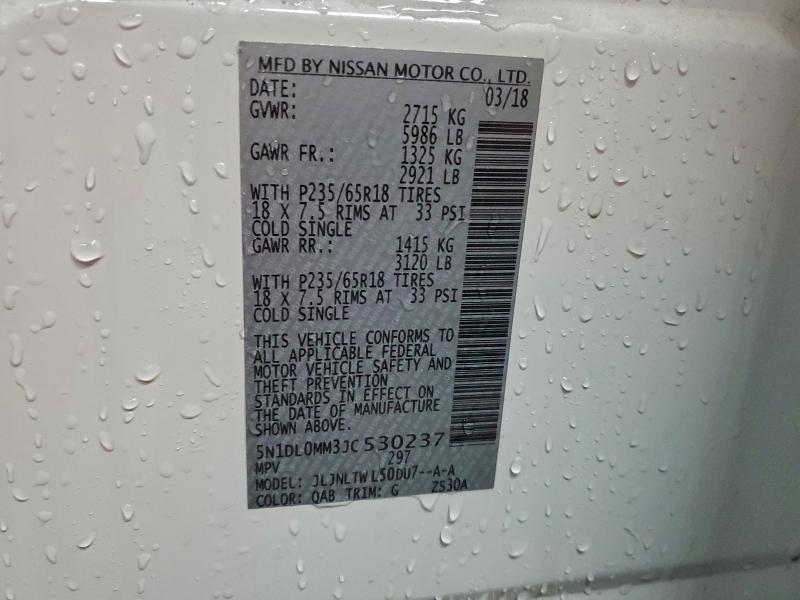 MFD BY NISSAN MOTOR CO., LTD.
DATE: 03/18
GVWR: 2715 KG
5986 LB
GAWR FR.: 1325 KG
2921 LB
WITH P235/65R18 TIRES
18 X 7.5 RIMS AT 33 PSI
COLD SINGLE
GAWR RR.: 1415 KG
3120 LB
WITH P235/65R18 TIRES
18 X 7.5 RIMS AT 33 PSI
COLD SINGLE
THIS VEHICLE CONFORMS TO
ALL APPLICABLE FEDERAL
MOTOR VEHICLE SAFETY AND
THEFT PREVENTION
STANDARDS IN EFFECT ON
THE DATE OF MANUFACTURE
SHOWN ABOVE.
5N1DL0MM3JC530237
MPV 297
MODEL: JLJNLTWL50DU7--A-A
COLOR: QAB TRIM: G ZS30A